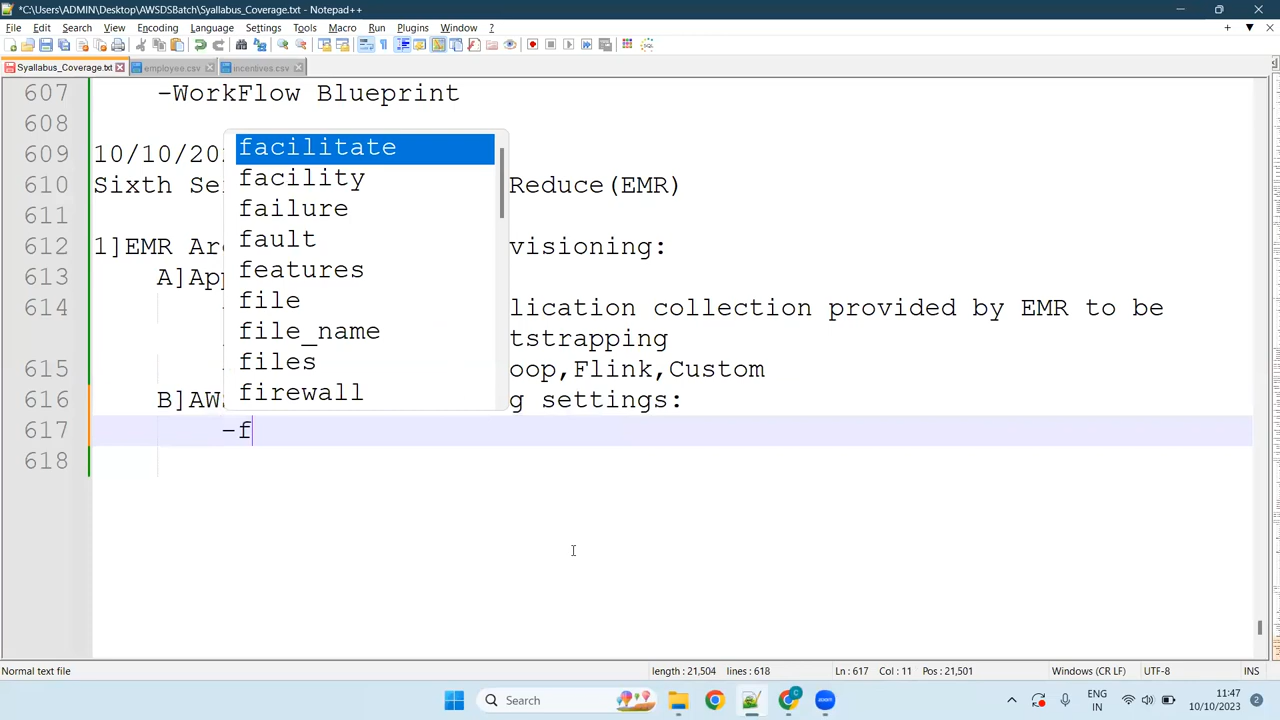 *C:\Users\ADMIN\Desktop\AWSDSBatch\Syallabus_Coverage.txt - Notepad++
File Edit Search View Encoding Language Settings Tools Macro Run Plugins Window ?
Syallabus_Coverage.txt employee.csv incentives.csv
607 -WorkFlow Blueprint
608
609 10/10/20
610 Sixth Se Reduce(EMR)
611
612 1]EMR Ar visioning:
613 A]App
614 lication collection provided by EMR to be
tstrapping
615 oop,Flink,Custom
616 B]AWS g settings:
617 -f
618
facilitate
facility
failure
fault
features
file
file_name
files
firewall
Normal text file length : 21,504 lines : 618 Ln : 617 Col : 11 Pos : 21,501 Windows (CR LF) UTF-8 INS
Search
ENG
IN
11:47
10/10/2023
2